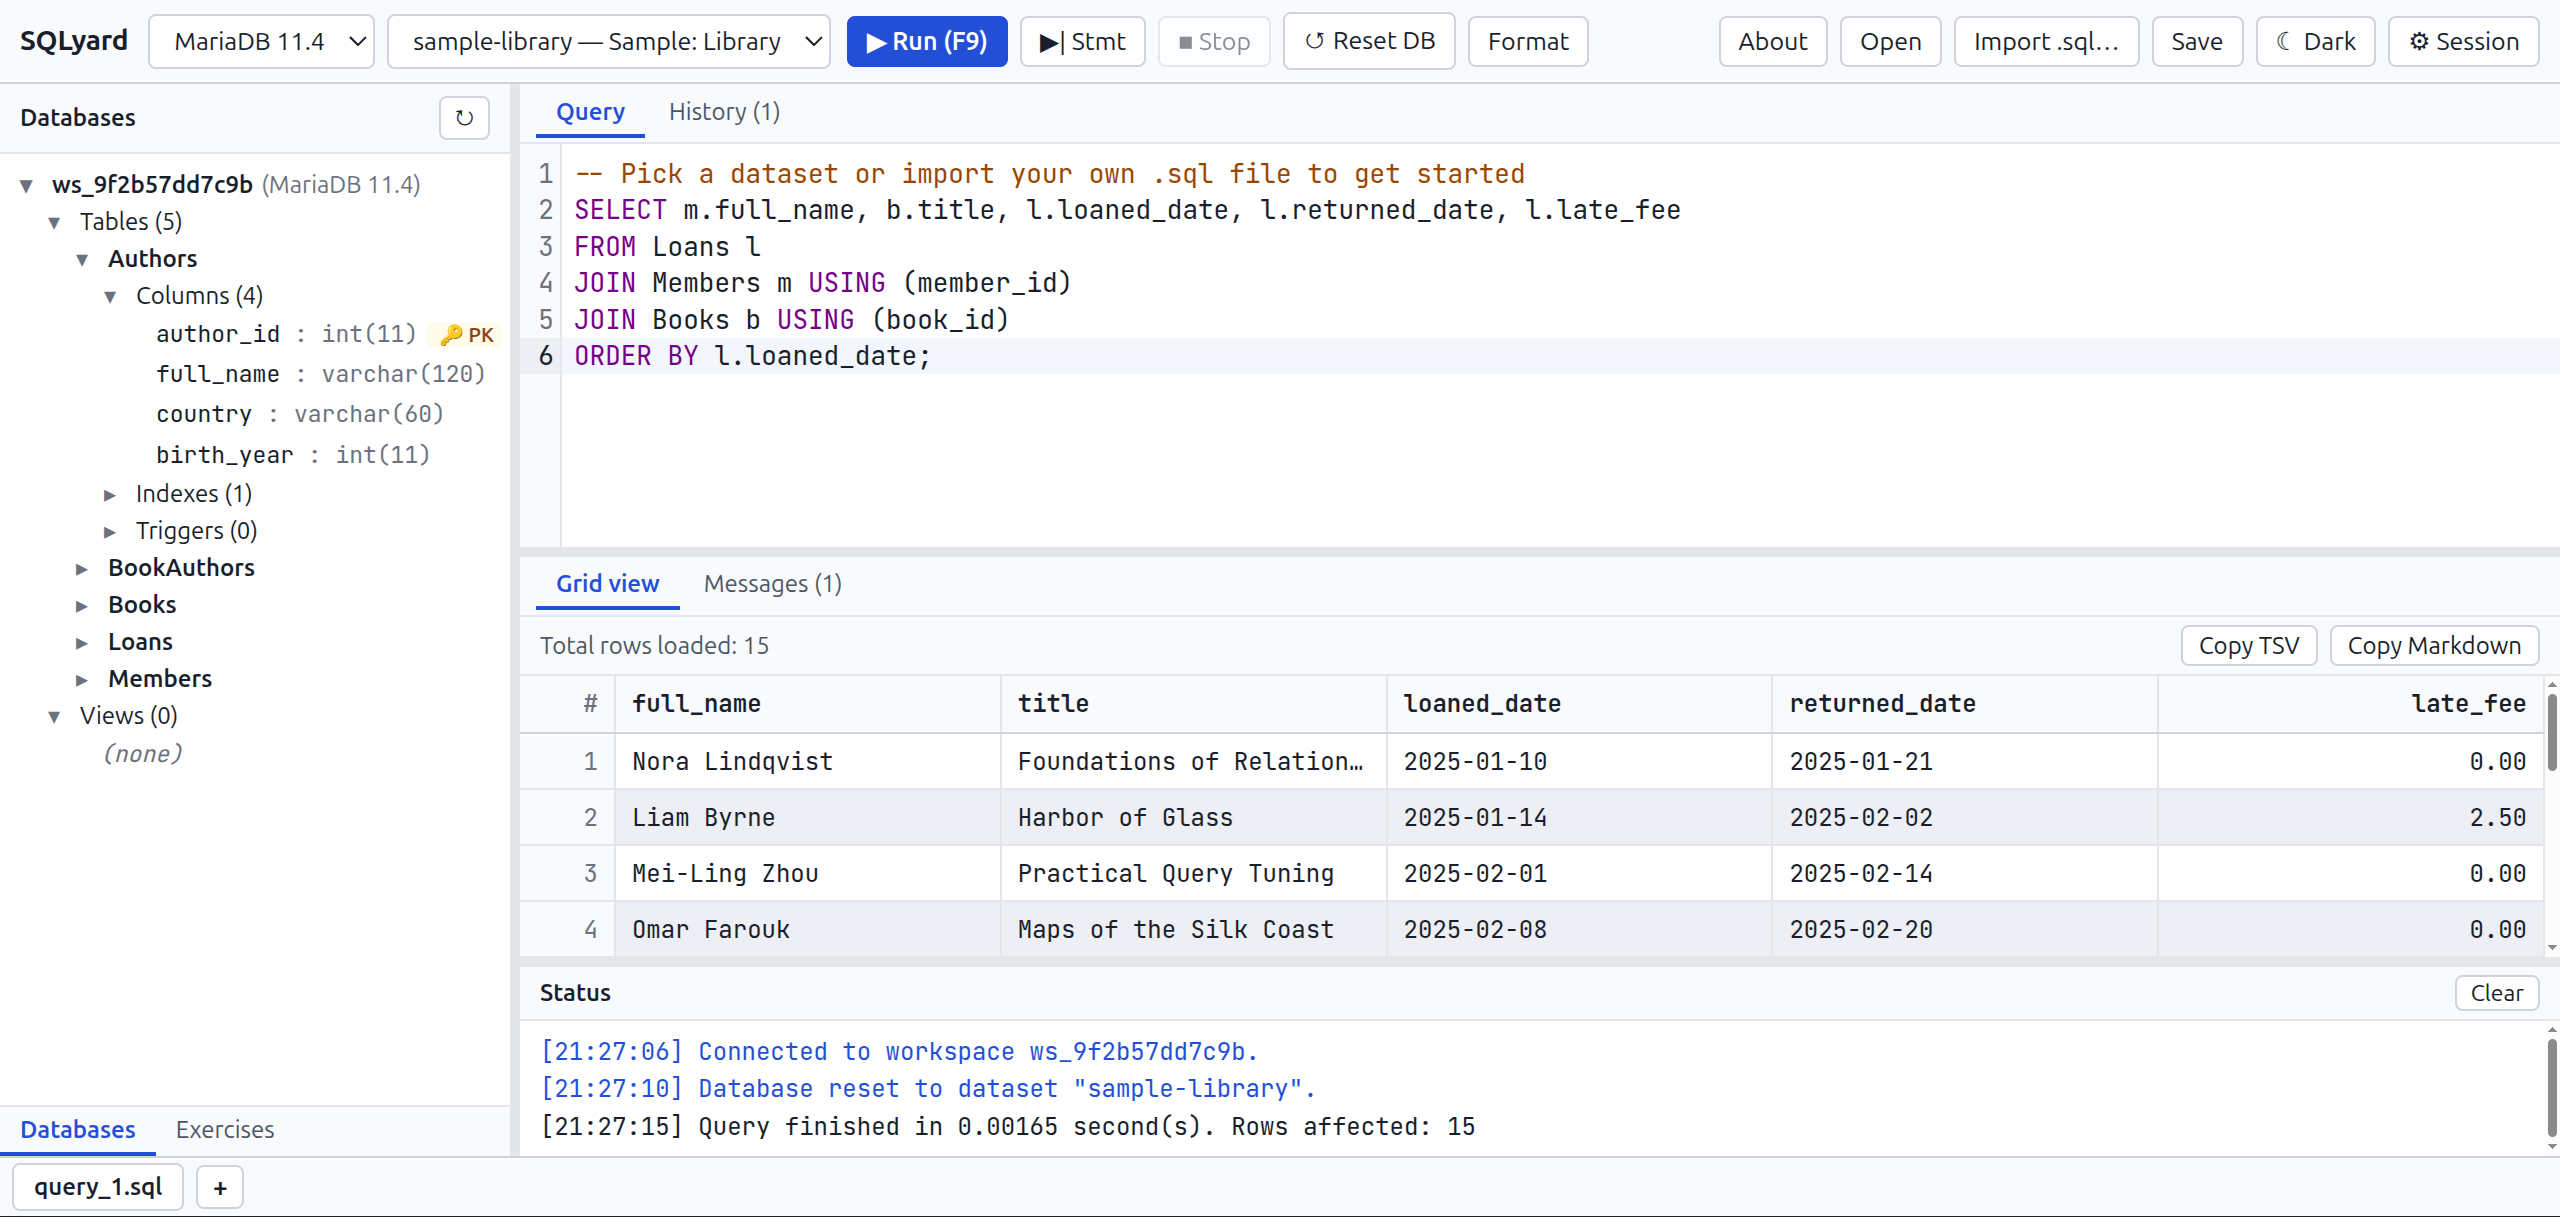 SQLyard MariaDB 11.4 sample-library — Sample: Library ▶ Run (F9) ▶| Stmt ■ Stop ↺ Reset DB Format About Open Import .sql... Save ☾ Dark ⚙ Session
Databases ↻
▼ ws_9f2b57dd7c9b (MariaDB 11.4)
▼ Tables (5)
▼ Authors
▼ Columns (4)
author_id : int(11) 🔑 PK
full_name : varchar(120)
country : varchar(60)
birth_year : int(11)
▶ Indexes (1)
▶ Triggers (0)
▶ BookAuthors
▶ Books
▶ Loans
▶ Members
▼ Views (0)
(none)
Databases Exercises
Query History (1)
1 -- Pick a dataset or import your own .sql file to get started
2 SELECT m.full_name, b.title, l.loaned_date, l.returned_date, l.late_fee
3 FROM Loans l
4 JOIN Members m USING (member_id)
5 JOIN Books b USING (book_id)
6 ORDER BY l.loaned_date;
Grid view Messages (1)
Total rows loaded: 15 Copy TSV Copy Markdown
# full_name title loaned_date returned_date late_fee
1 Nora Lindqvist Foundations of Relation… 2025-01-10 2025-01-21 0.00
2 Liam Byrne Harbor of Glass 2025-01-14 2025-02-02 2.50
3 Mei-Ling Zhou Practical Query Tuning 2025-02-01 2025-02-14 0.00
4 Omar Farouk Maps of the Silk Coast 2025-02-08 2025-02-20 0.00
Status Clear
[21:27:06] Connected to workspace ws_9f2b57dd7c9b.
[21:27:10] Database reset to dataset "sample-library".
[21:27:15] Query finished in 0.00165 second(s). Rows affected: 15
query_1.sql +